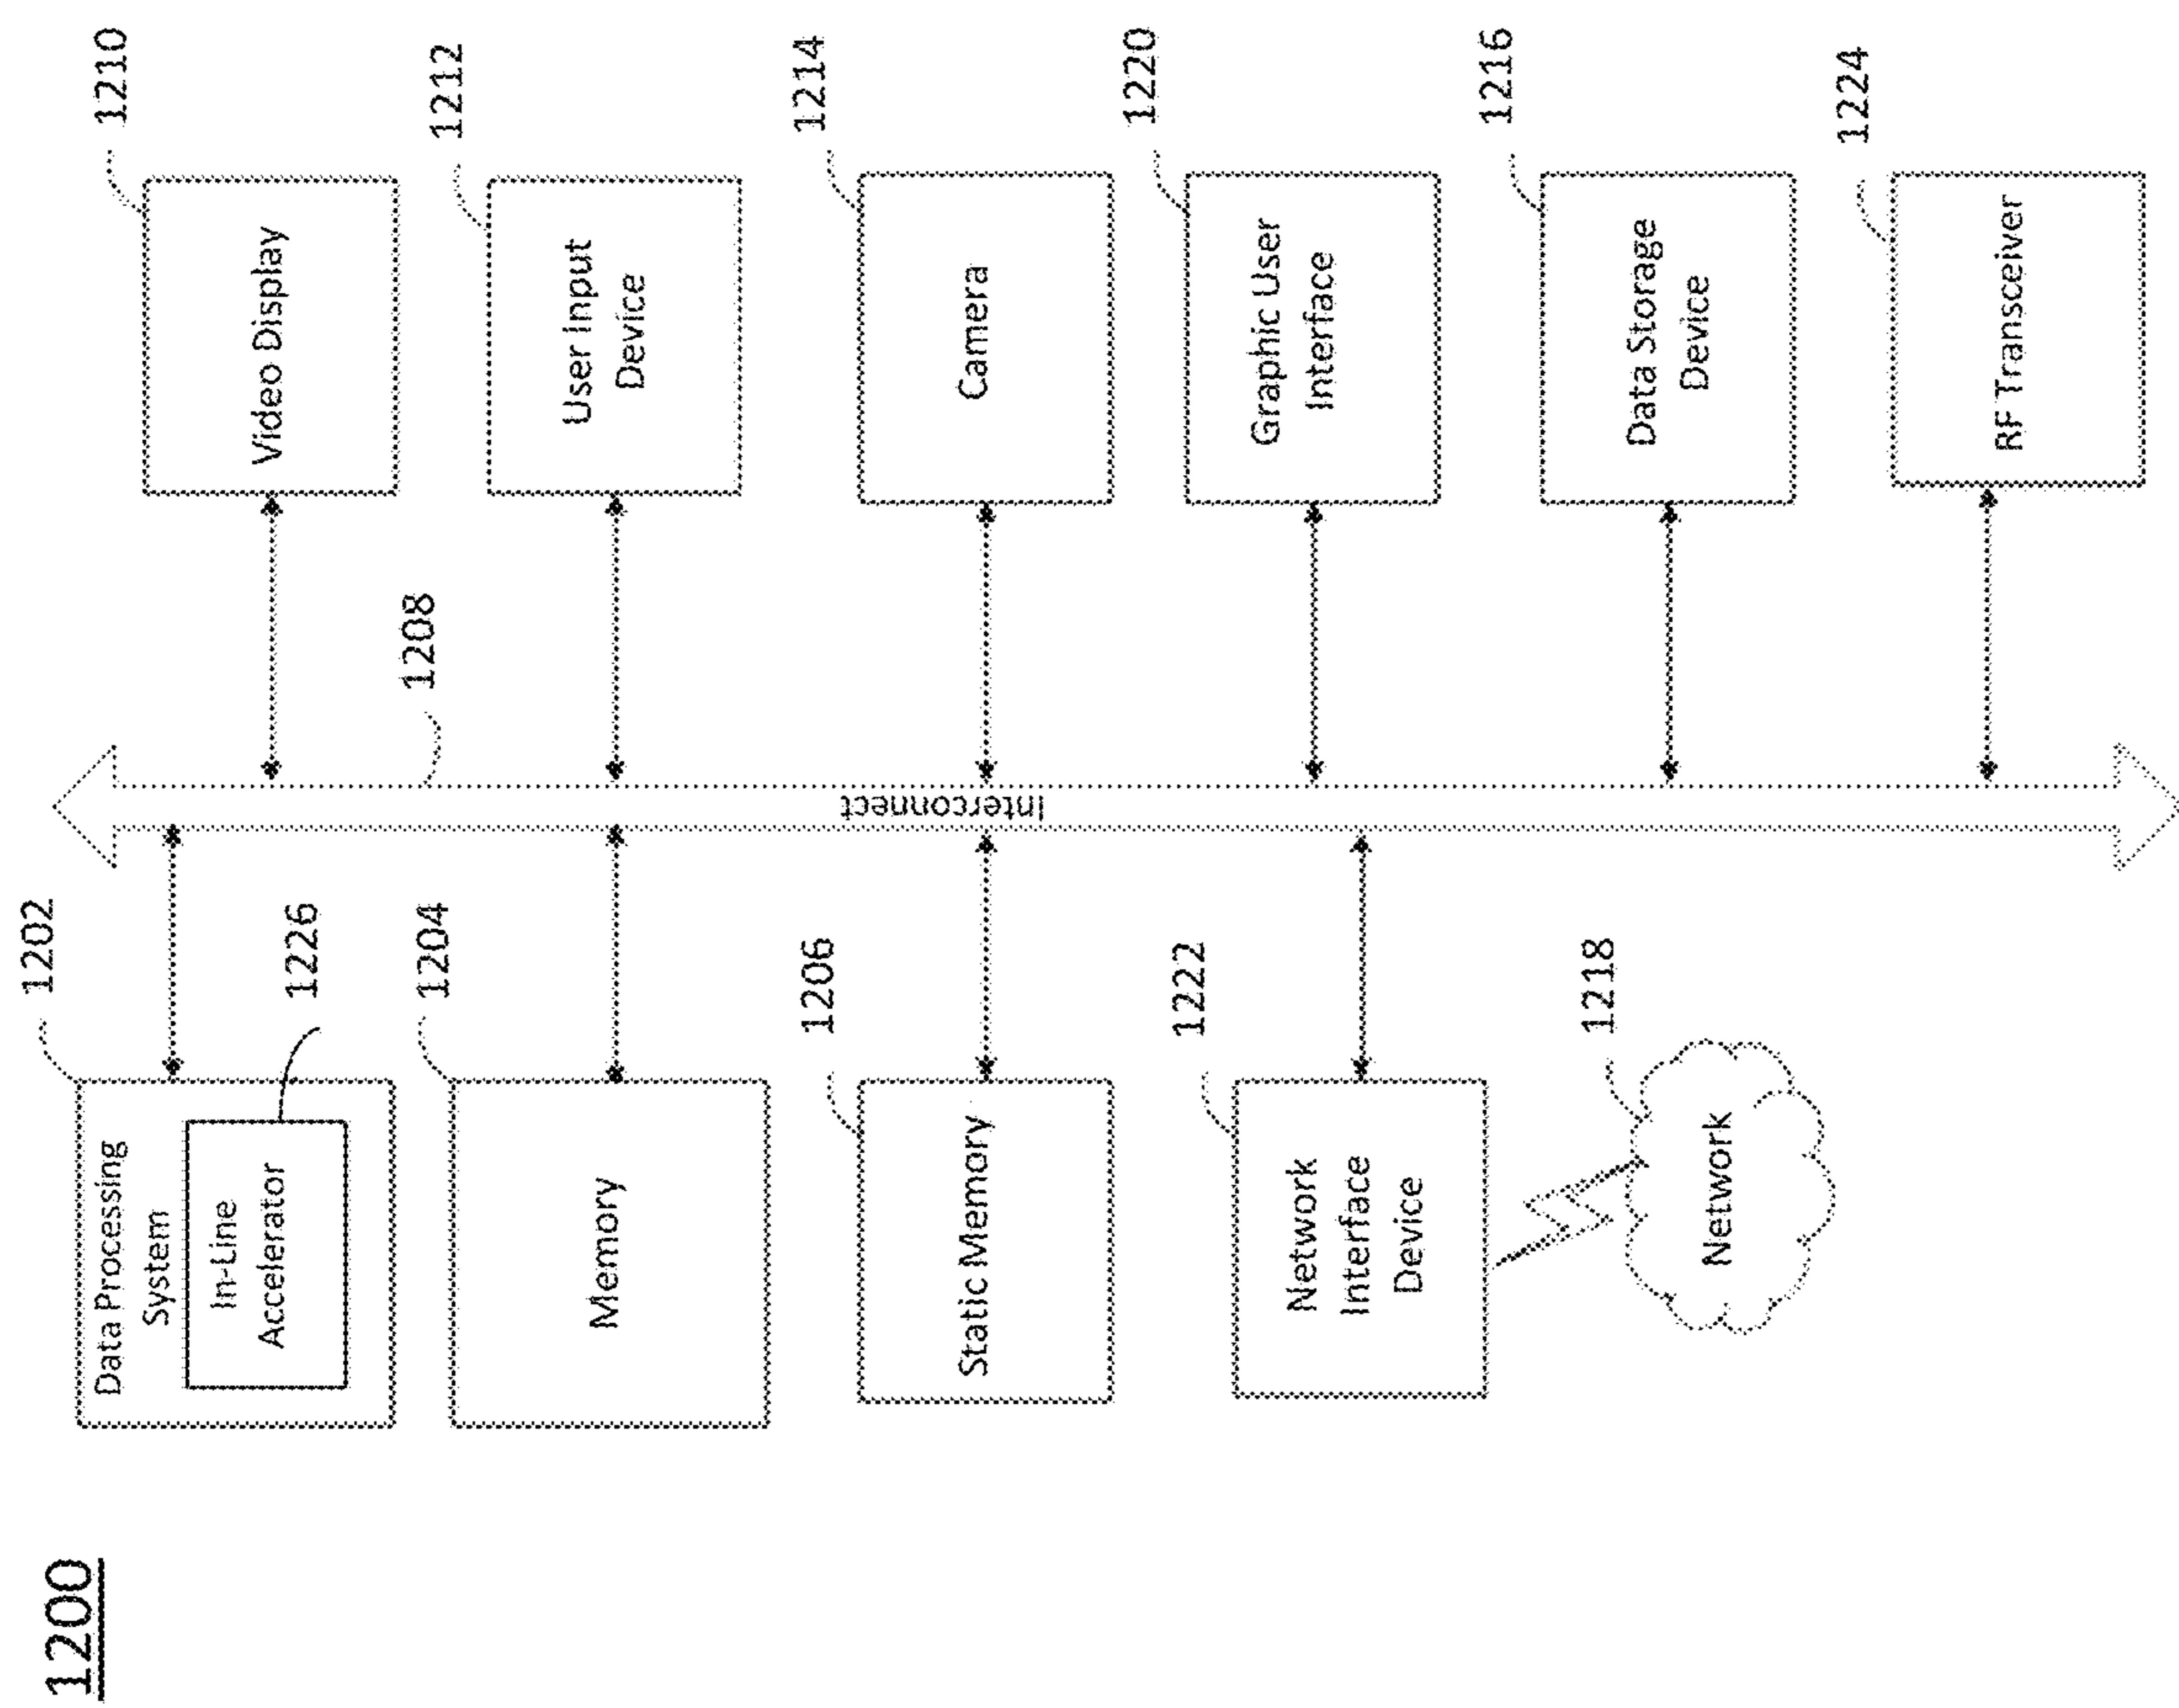 1200
1202
Data Processing
System
In-Line
Accelerator
1226
1204
Memory
1206
Static Memory
1222
Network
Interface
Device
1218
Network
Interconnect
1208
1210
Video Display
1212
User Input
Device
1214
Camera
1220
Graphic User
Interface
1216
Data Storage
Device
1224
RF Transceiver